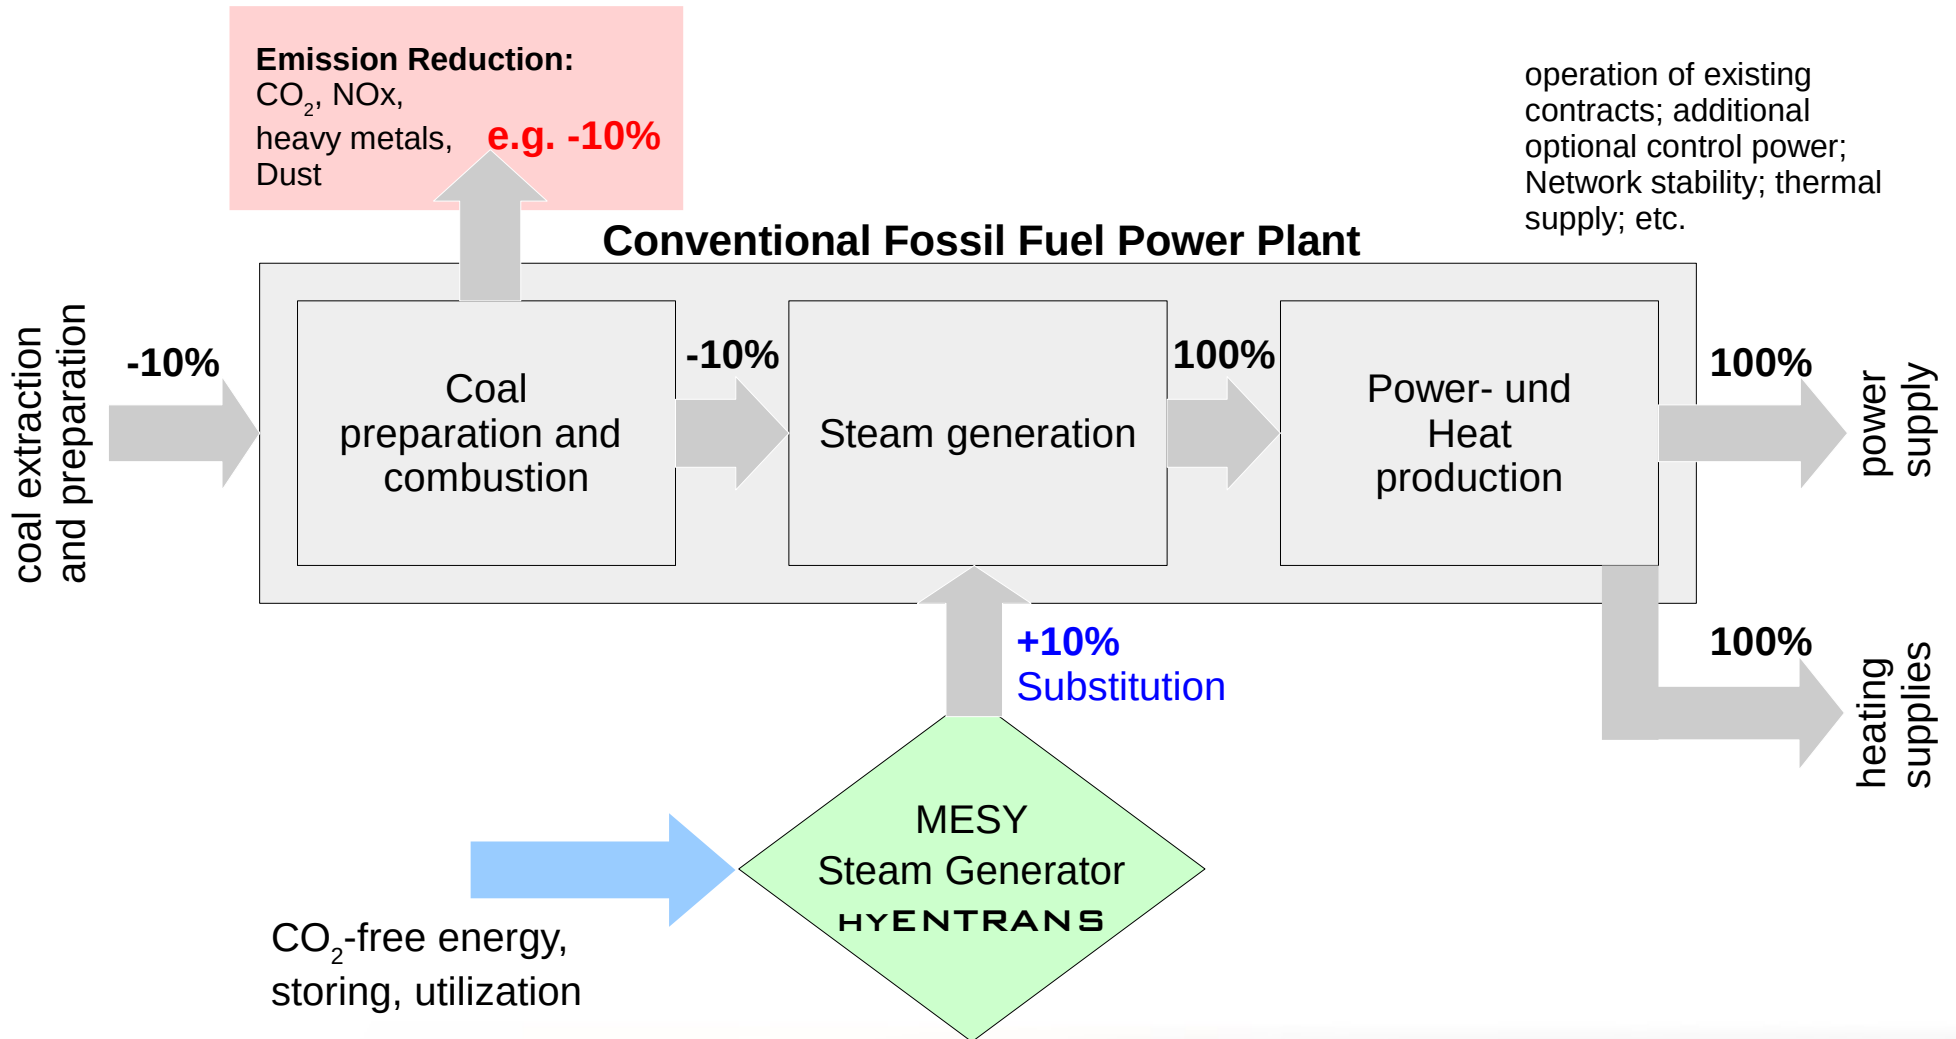 Emission Reduction:
CO2, NOx,
heavy metals, e.g. -10%
Dust
operation of existing
contracts; additional
optional control power;
Network stability; thermal
supply; etc.
Conventional Fossil Fuel Power Plant
coal extraction
and preparation
-10%
Coal
preparation and
combustion
-10%
Steam generation
100%
Power- und
Heat
production
100%
power
supply
+10%
Substitution
100%
heating
supplies
MESY
Steam Generator
HYENTRANS
CO2-free energy,
storing, utilization